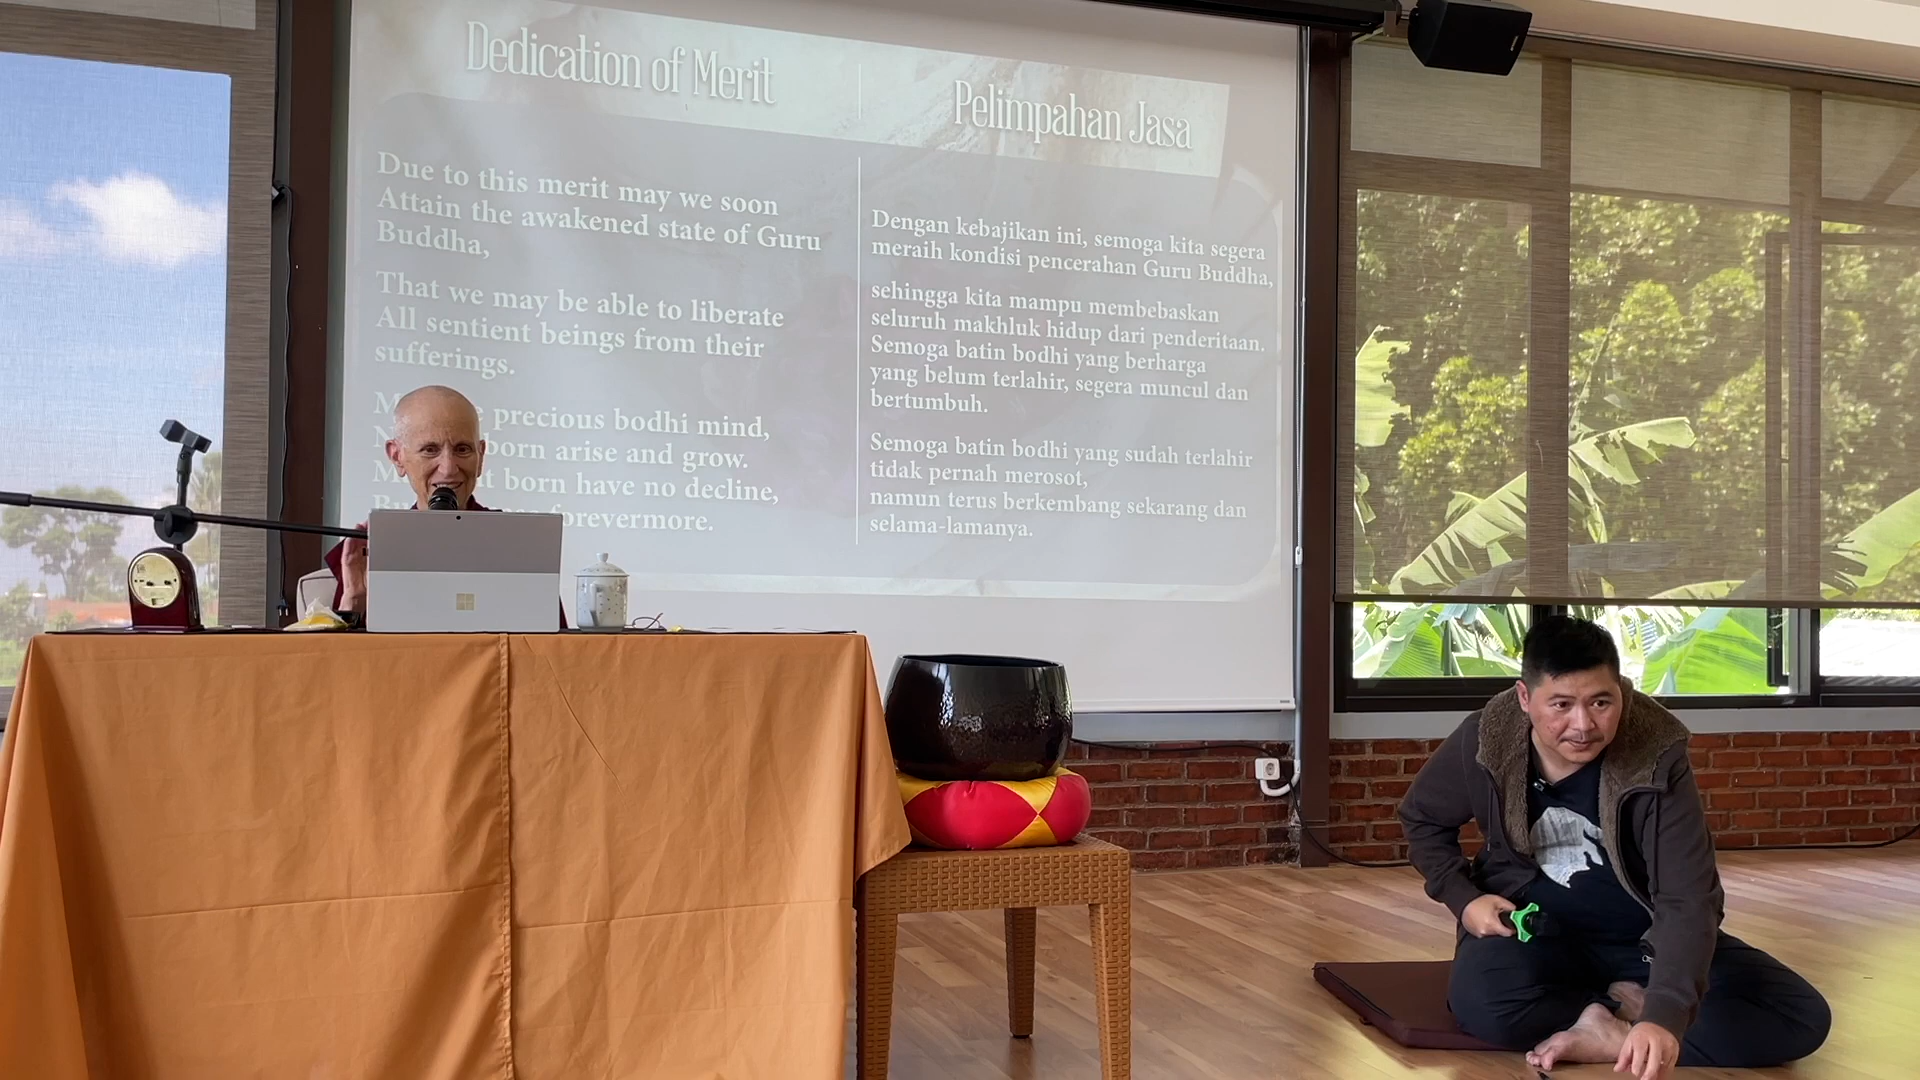 Dedication of Merit
Due to this merit may we soon
Attain the awakened state of Guru
Buddha,
That we may be able to liberate
All sentient beings from their
sufferings.
precious bodhi mind,
born arise and grow.
born have no decline,
forevermore.
Pelimpahan Jasa
Dengan kebajikan ini, semoga kita segera
meraih kondisi pencerahan Guru Buddha,
sehingga kita mampu membebaskan
seluruh makhluk hidup dari penderitaan.
Semoga batin bodhi yang berharga
yang belum terlahir, segera muncul dan
bertumbuh.
Semoga batin bodhi yang sudah terlahir
tidak pernah merosot,
namun terus berkembang sekarang dan
selama-lamanya.